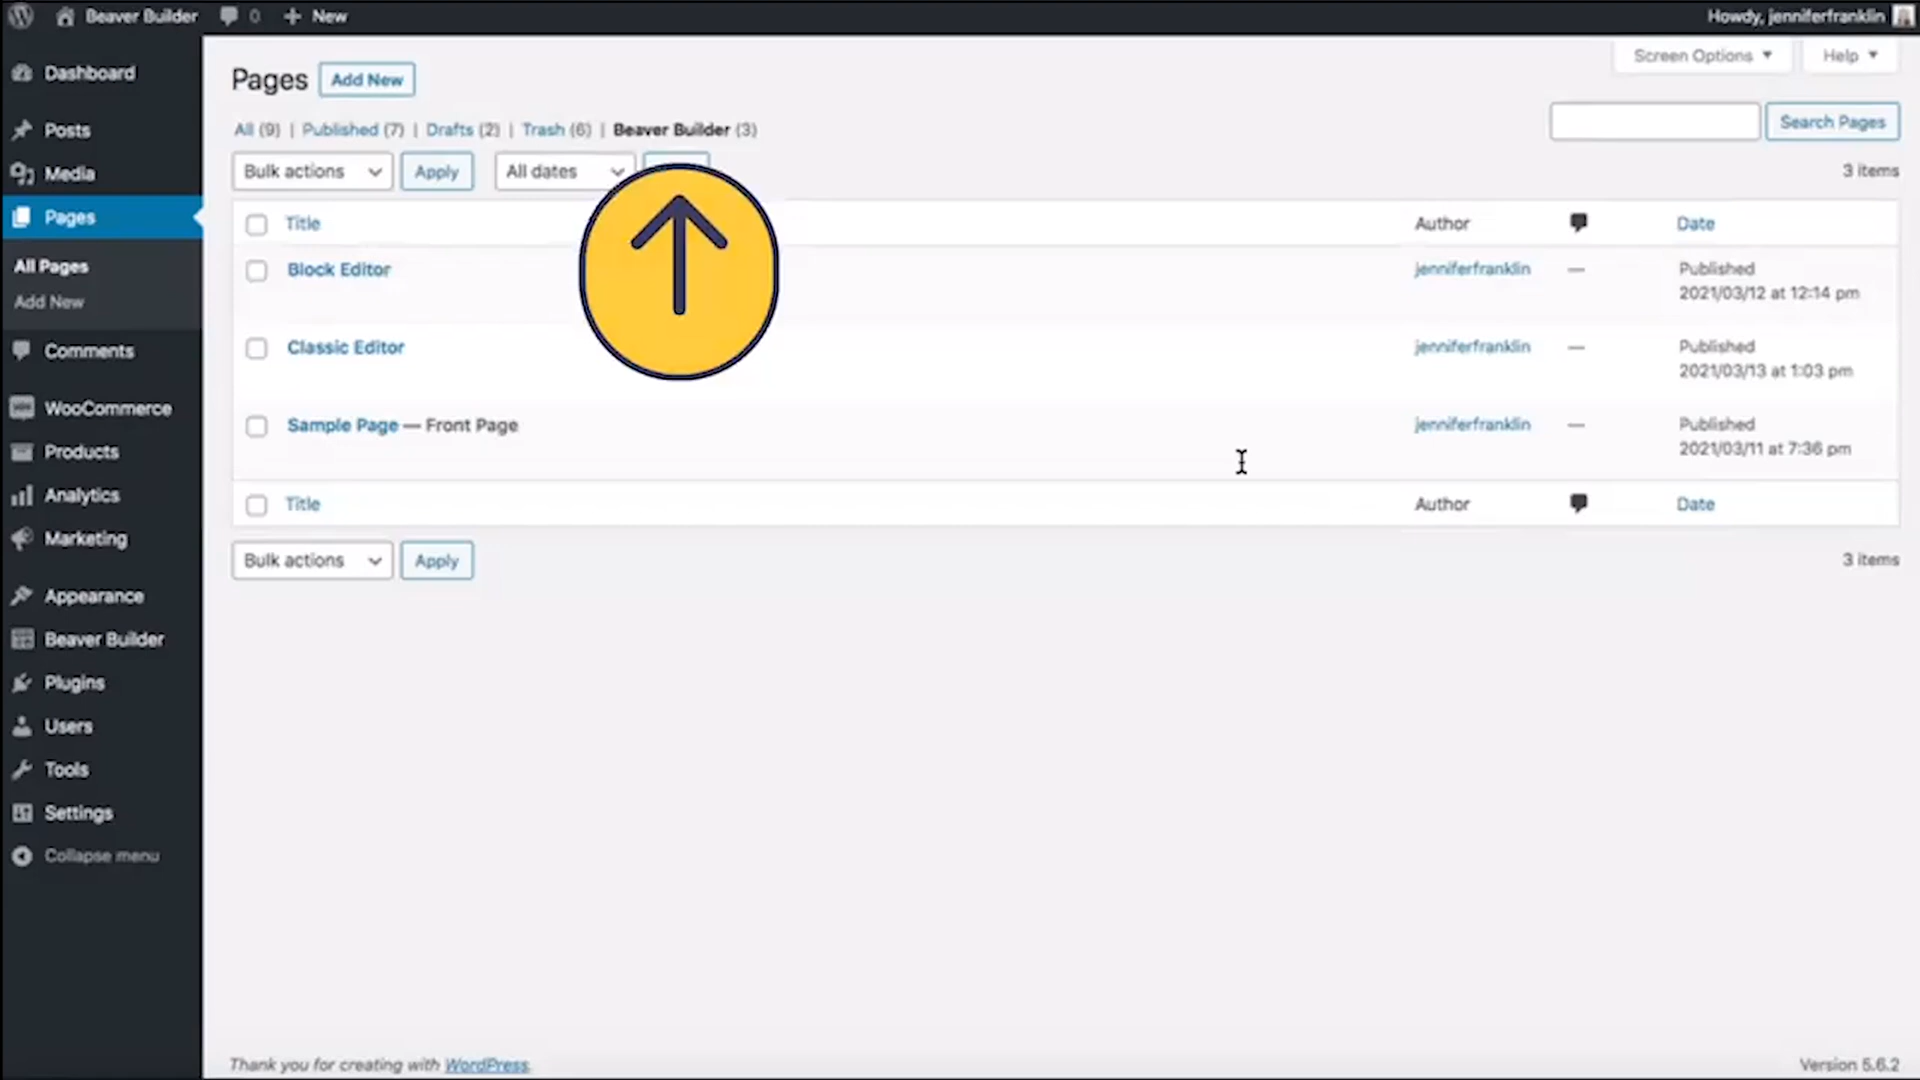 Beaver Builder 0 New Howdy, jenniferfranklin
Screen Options Help
Dashboard
Posts
Media
Pages
All Pages
Add New
Comments
WooCommerce
Products
Analytics
Marketing
Appearance
Beaver Builder
Plugins
Users
Tools
Settings
Collapse menu
Pages Add New
All (9) | Published (7) | Drafts (2) | Trash (6) | Beaver Builder (3)
Search Pages
Bulk actions Apply All dates 3 items
Title Author Date
Block Editor jenniferfranklin — Published
2021/03/12 at 12:14 pm
Classic Editor jenniferfranklin — Published
2021/03/13 at 1:03 pm
Sample Page — Front Page jenniferfranklin — Published
2021/03/11 at 7:36 pm
Title Author Date
Bulk actions Apply 3 items
Thank you for creating with WordPress. Version 5.6.2